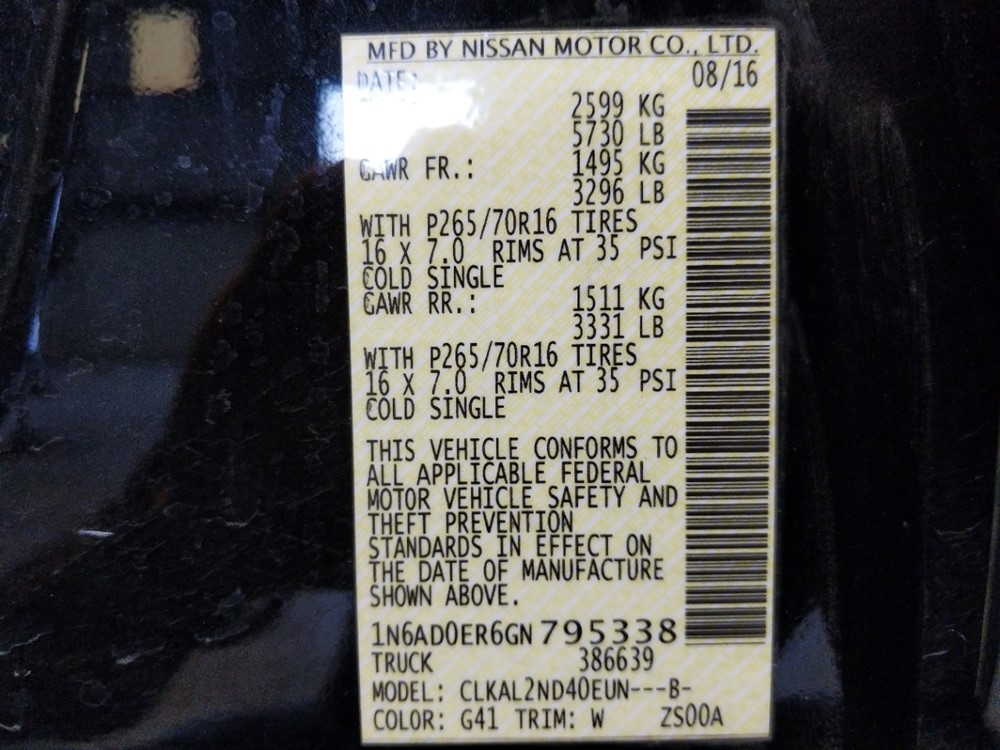 MFD BY NISSAN MOTOR CO., LTD.
DATE: 08/16
2599 KG
5730 LB
GAWR FR.: 1495 KG
3296 LB
WITH P265/70R16 TIRES
16 X 7.0 RIMS AT 35 PSI
COLD SINGLE
GAWR RR.: 1511 KG
3331 LB
WITH P265/70R16 TIRES
16 X 7.0 RIMS AT 35 PSI
COLD SINGLE
THIS VEHICLE CONFORMS TO
ALL APPLICABLE FEDERAL
MOTOR VEHICLE SAFETY AND
THEFT PREVENTION
STANDARDS IN EFFECT ON
THE DATE OF MANUFACTURE
SHOWN ABOVE.
1N6AD0ER6GN 795338
TRUCK 386639
MODEL: CLKAL2ND40EUN---B-
COLOR: G41 TRIM: W ZS00A